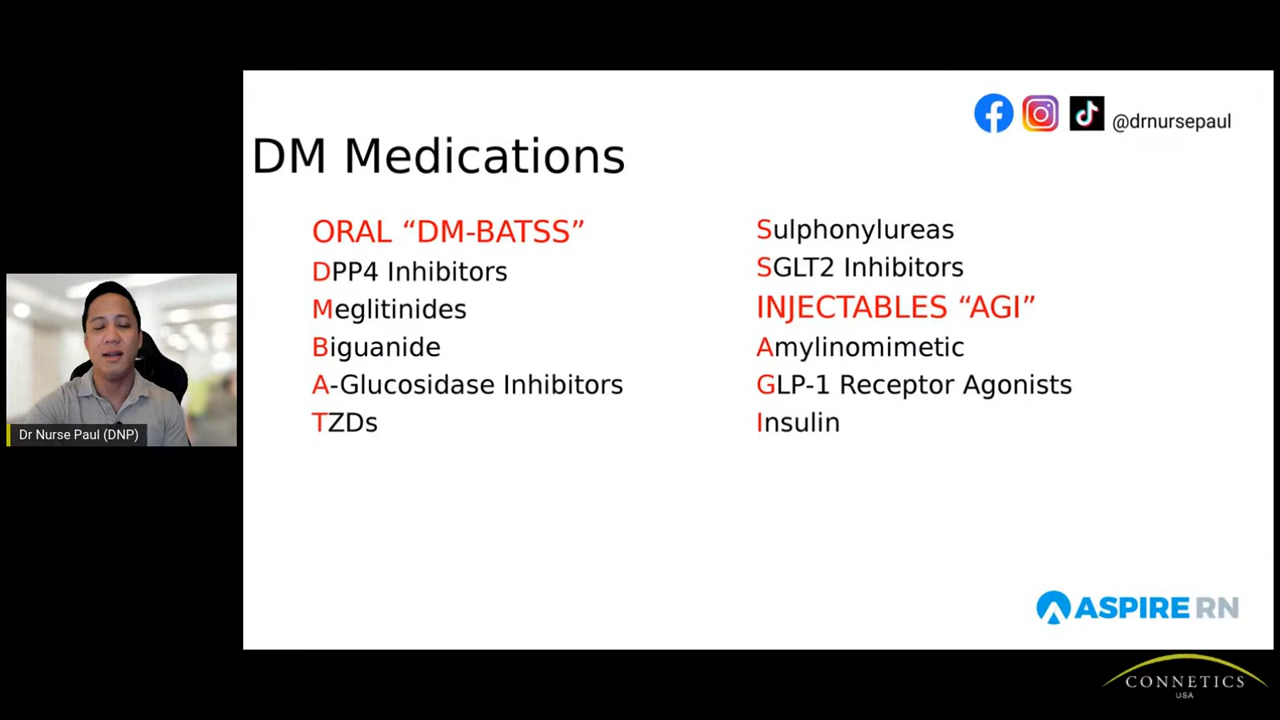 @drnursepaul
DM Medications
ORAL “DM-BATSS”
DPP4 Inhibitors
Meglitinides
Biguanide
A-Glucosidase Inhibitors
TZDs
Sulphonylureas
SGLT2 Inhibitors
INJECTABLES “AGI”
Amylinomimetic
GLP-1 Receptor Agonists
Insulin
Dr Nurse Paul (DNP)
ASPIRE RN
CONNETICS
USA